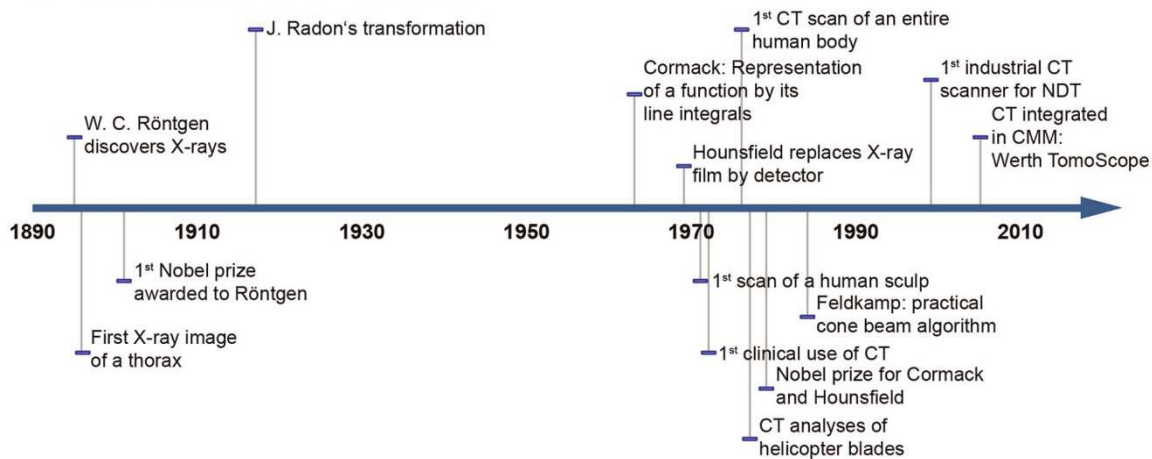 J. Radon‘s transformation
1st CT scan of an entire
human body
Cormack: Representation
of a function by its
line integrals
1st industrial CT
scanner for NDT
W. C. Röntgen
discovers X-rays
CT integrated
in CMM:
Werth TomoScope
Hounsfield replaces X-ray
film by detector
1890 1910 1930 1950 1970 1990 2010
1st Nobel prize
awarded to Röntgen
1st scan of a human sculp
Feldkamp: practical
cone beam algorithm
First X-ray image
of a thorax
1st clinical use of CT
Nobel prize for Cormack
and Hounsfield
CT analyses of
helicopter blades